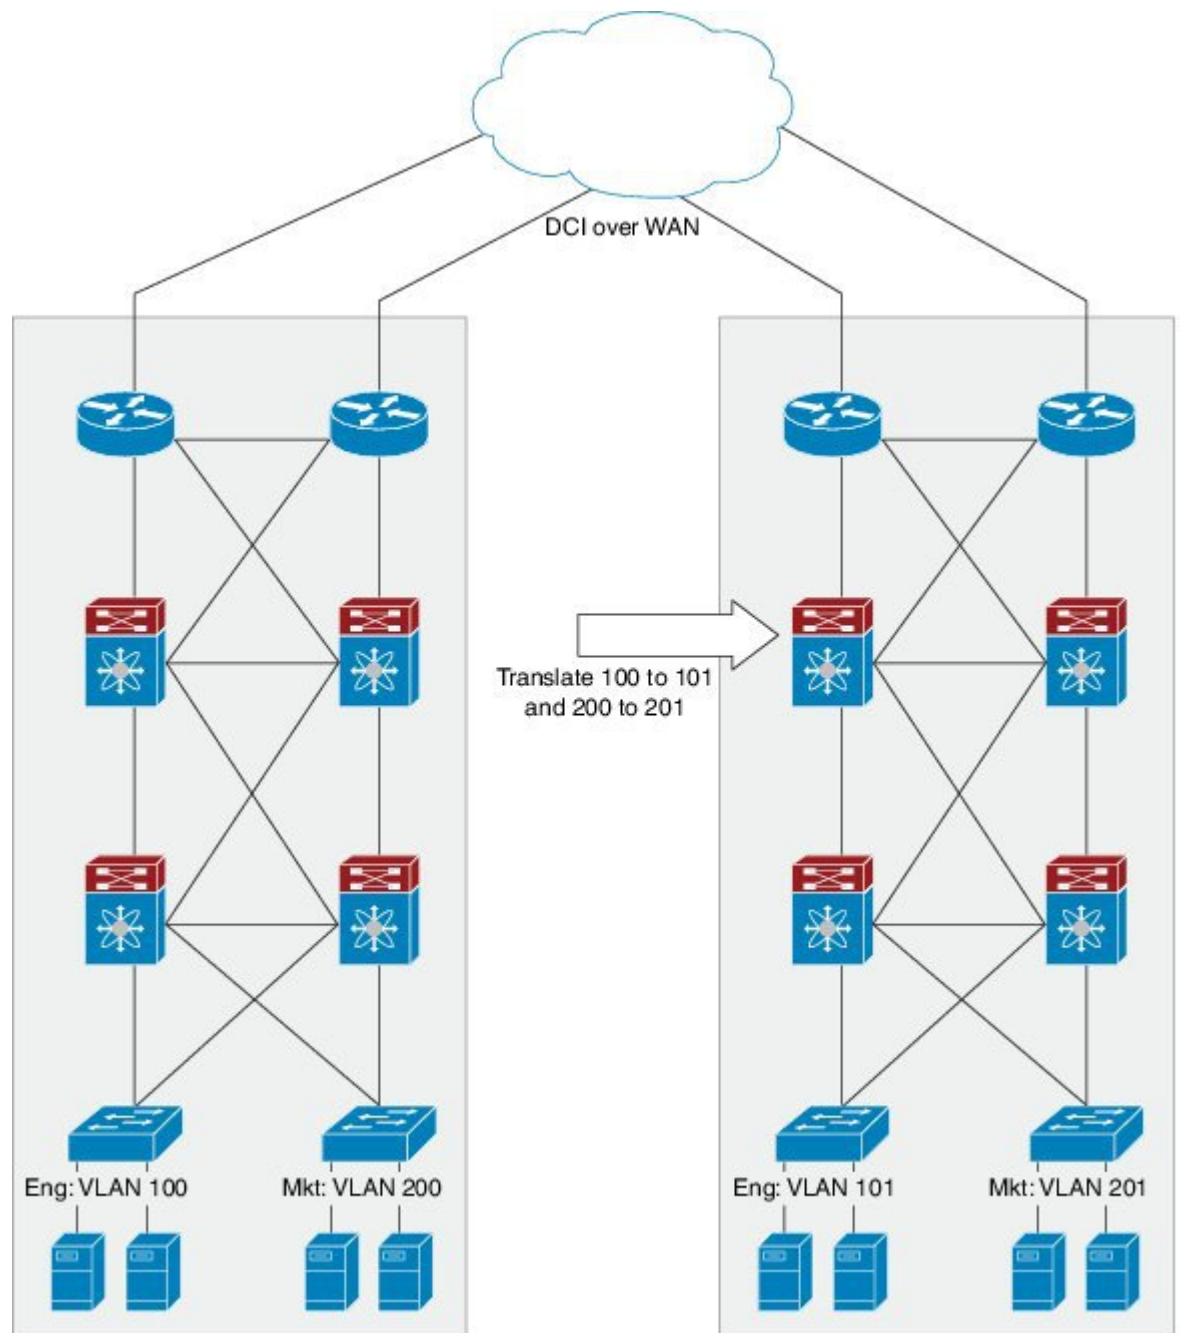 DCI over WAN
Translate 100 to 101
and 200 to 201
Eng: VLAN 100
Mkt: VLAN 200
Eng: VLAN 101
Mkt: VLAN 201